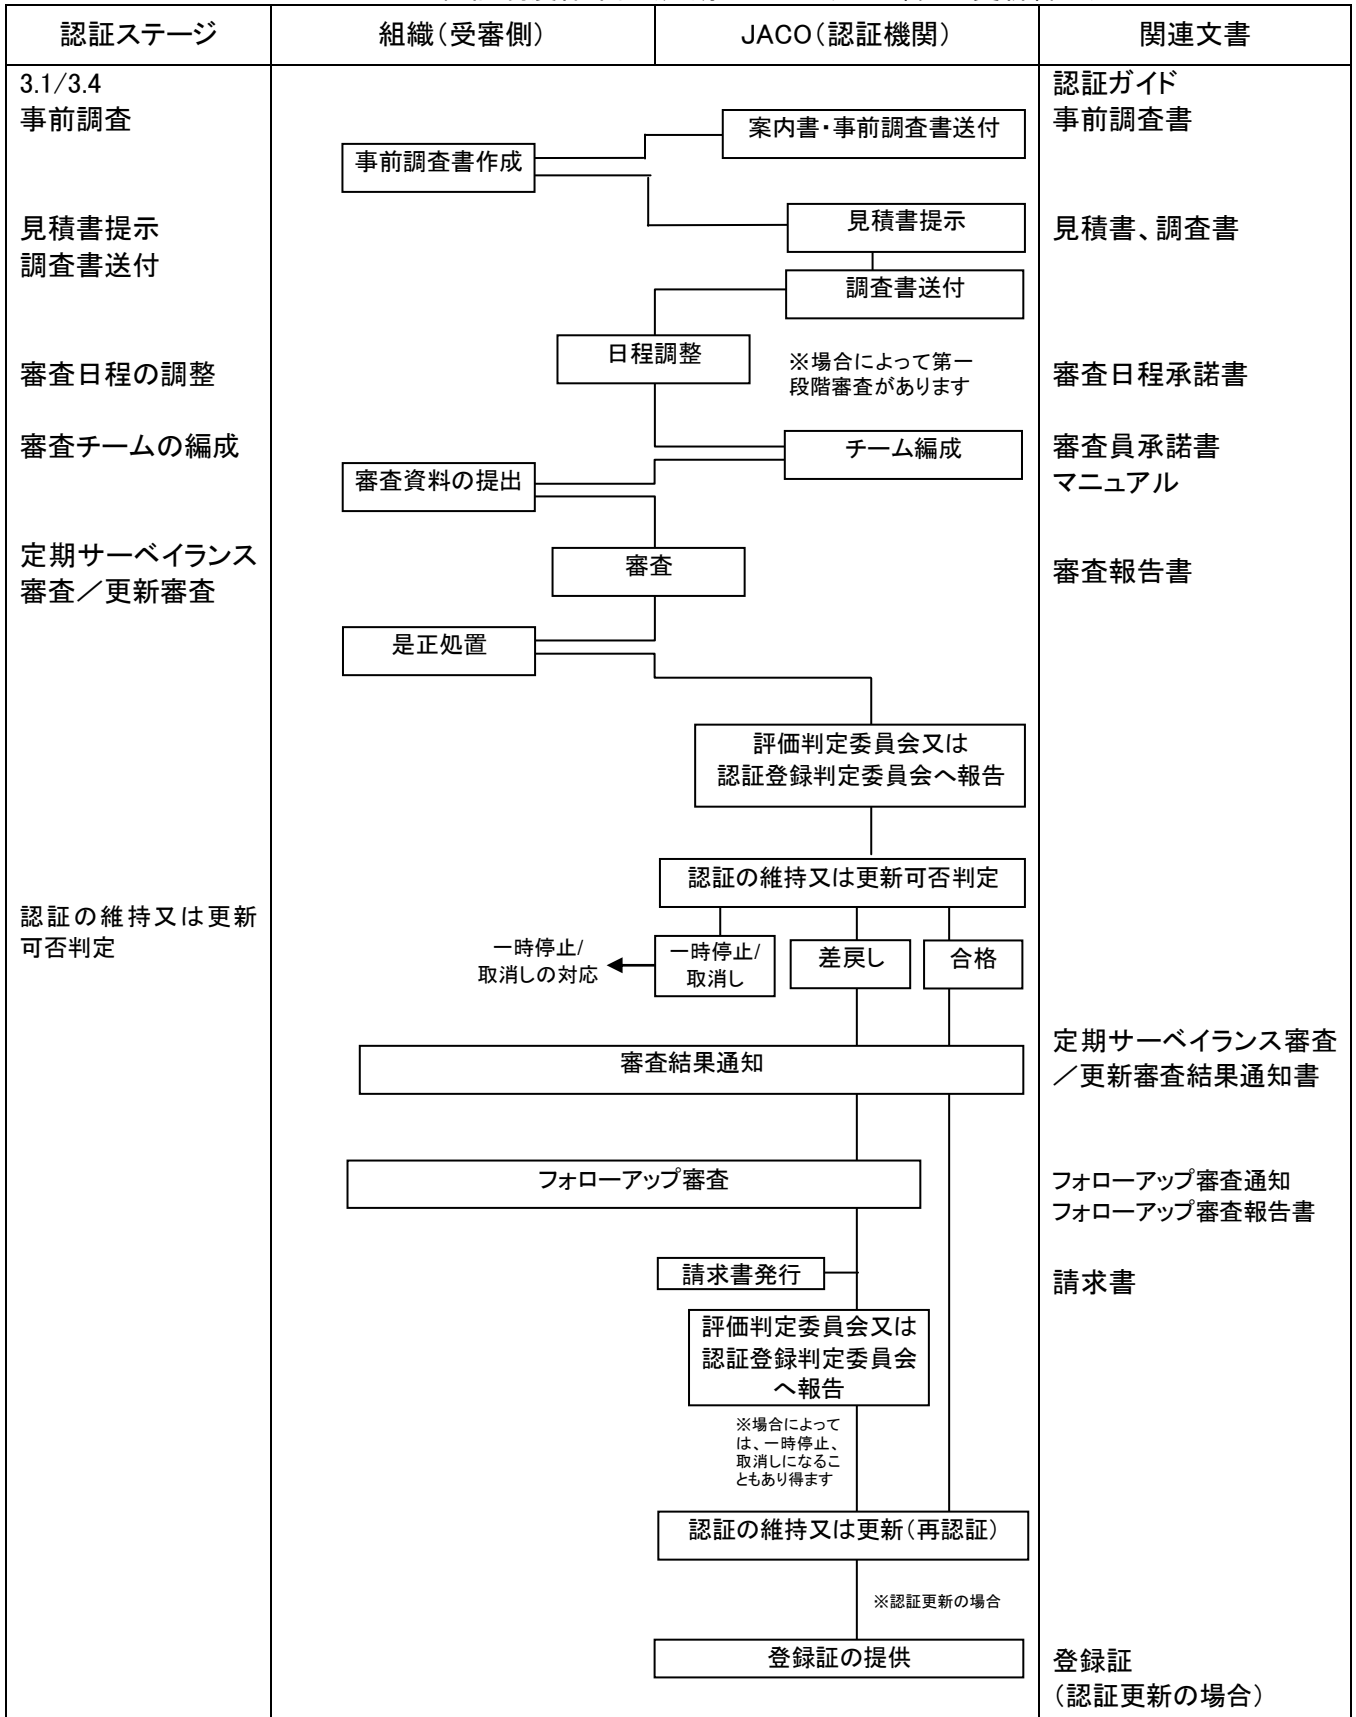 認証ステージ
組織（受審側）
JACO（認証機関）
関連文書
3.1/3.4
事前調査
案内書・事前調査書送付
認証ガイド
事前調査書
事前調査書作成
見積書提示
調査書送付
見積書提示
見積書、調査書
調査書送付
日程調整
※場合によって第一
段階審査があります
審査日程の調整
審査日程承諾書
審査チームの編成
チーム編成
審査員承諾書
マニュアル
審査資料の提出
定期サーベイランス
審査／更新審査
審査
審査報告書
是正処置
評価判定委員会又は
認証登録判定委員会へ報告
認証の維持又は更新可否判定
認証の維持又は更新
可否判定
一時停止/
取消しの対応
一時停止/
取消し
差戻し
合格
審査結果通知
定期サーベイランス審査
／更新審査結果通知書
フォローアップ審査
フォローアップ審査通知
フォローアップ審査報告書
請求書発行
請求書
評価判定委員会又は
認証登録判定委員会
へ報告
※場合によって
は、一時停止、
取消しになるこ
ともあり得ます
認証の維持又は更新（再認証）
※認証更新の場合
登録証の提供
登録証
（認証更新の場合）